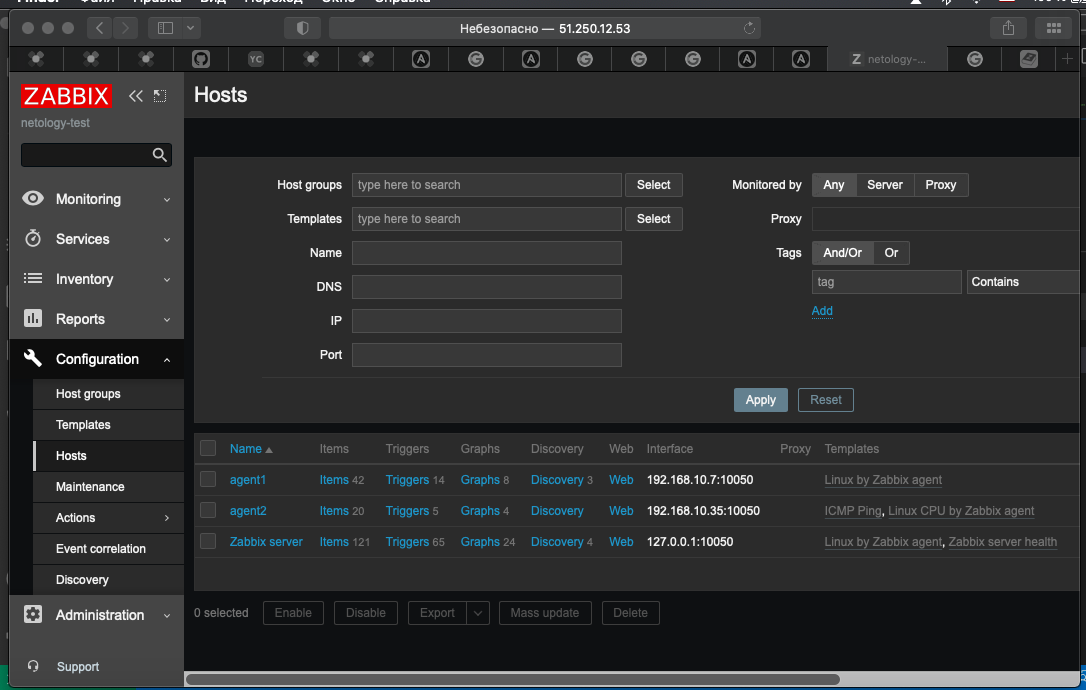 Небезопасно — 51.250.12.53
YC
Z netology-...
ZABBIX
netology-test
Monitoring
Services
Inventory
Reports
Configuration
Host groups
Templates
Hosts
Maintenance
Actions
Event correlation
Discovery
Administration
Support
Hosts
Host groups type here to search Select
Templates type here to search Select
Name
DNS
IP
Port
Monitored by Any Server Proxy
Proxy
Tags And/Or Or
tag Contains
Add
Apply Reset
Name Items Triggers Graphs Discovery Web Interface Proxy Templates
agent1 Items 42 Triggers 14 Graphs 8 Discovery 3 Web 192.168.10.7:10050 Linux by Zabbix agent
agent2 Items 20 Triggers 5 Graphs 4 Discovery Web 192.168.10.35:10050 ICMP Ping, Linux CPU by Zabbix agent
Zabbix server Items 121 Triggers 65 Graphs 24 Discovery 4 Web 127.0.0.1:10050 Linux by Zabbix agent, Zabbix server health
0 selected Enable Disable Export Mass update Delete